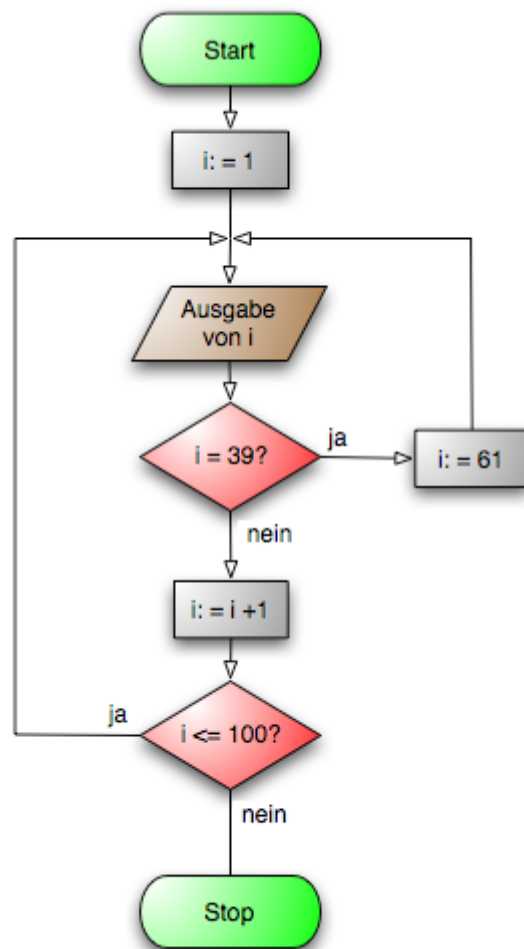 Start
i: = 1
Ausgabe
von i
i = 39?
ja
i: = 61
nein
i: = i +1
ja
i <= 100?
nein
Stop